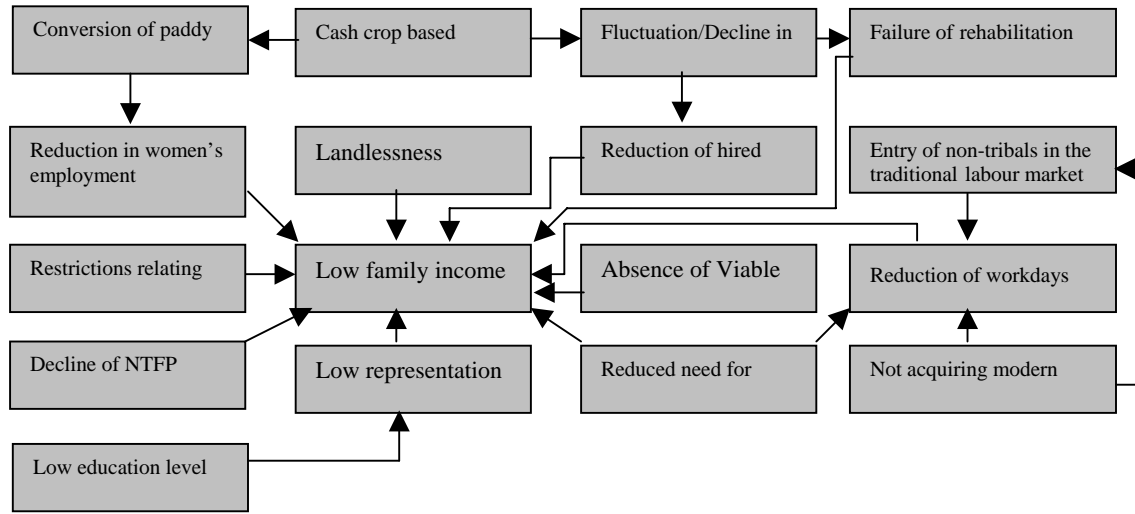 Conversion of paddy
Cash crop based
Fluctuation/Decline in
Failure of rehabilitation
Reduction in women’s
employment
Landlessness
Reduction of hired
Entry of non-tribals in the
traditional labour market
Restrictions relating
Low family income
Absence of Viable
Reduction of workdays
Decline of NTFP
Low representation
Reduced need for
Not acquiring modern
Low education level